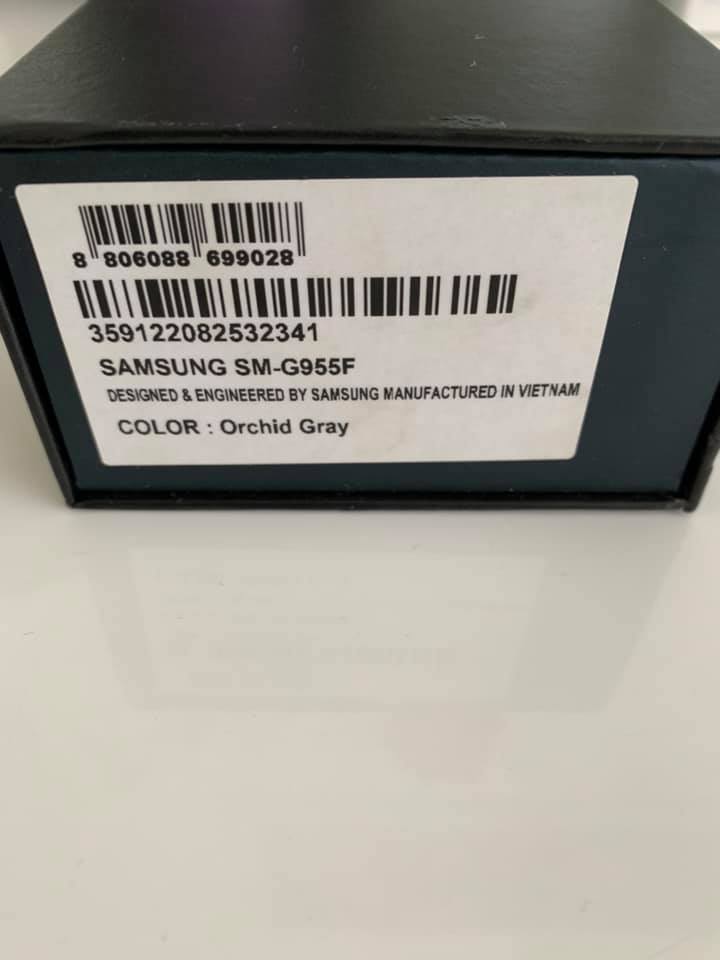 8 806088 699028
359122082532341
SAMSUNG SM-G955F
DESIGNED & ENGINEERED BY SAMSUNG MANUFACTURED IN VIETNAM
COLOR : Orchid Gray